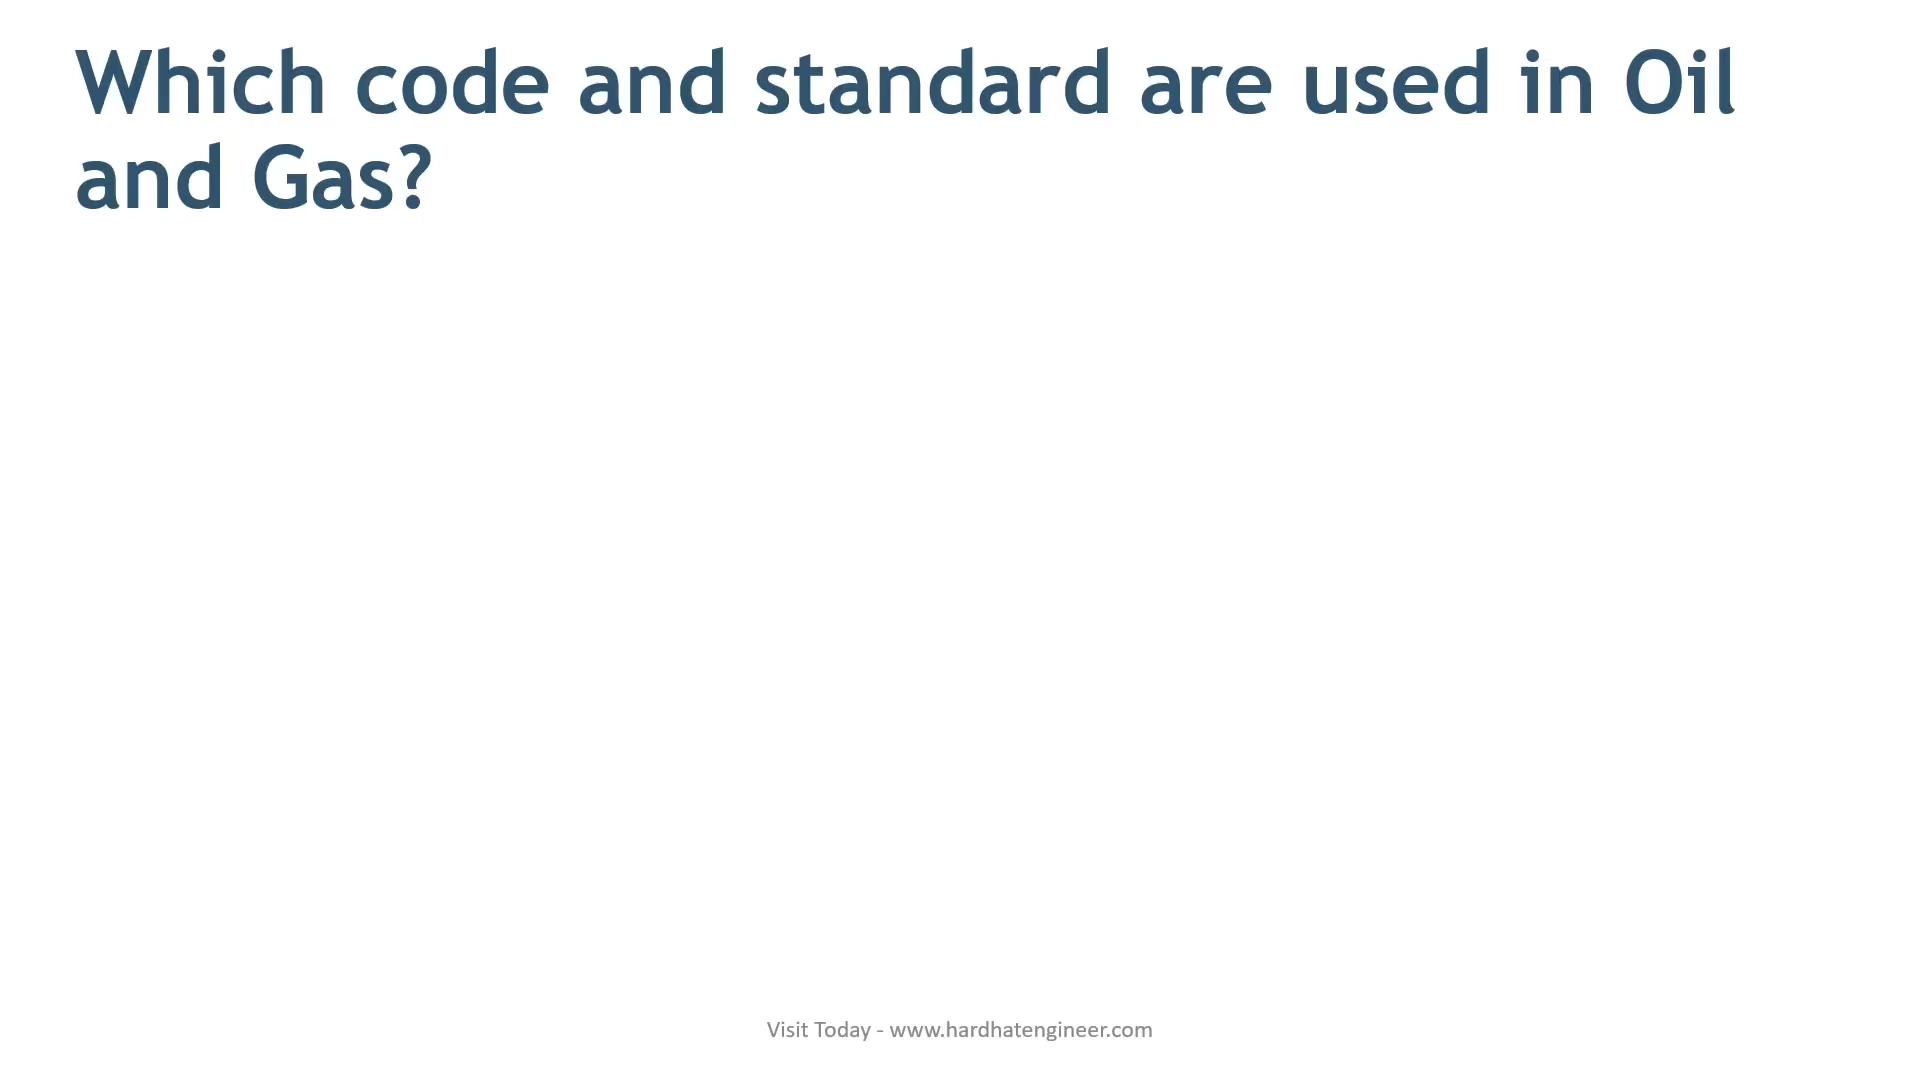 Which code and standard are used in Oil
and Gas?
Visit Today - www.hardhatengineer.com